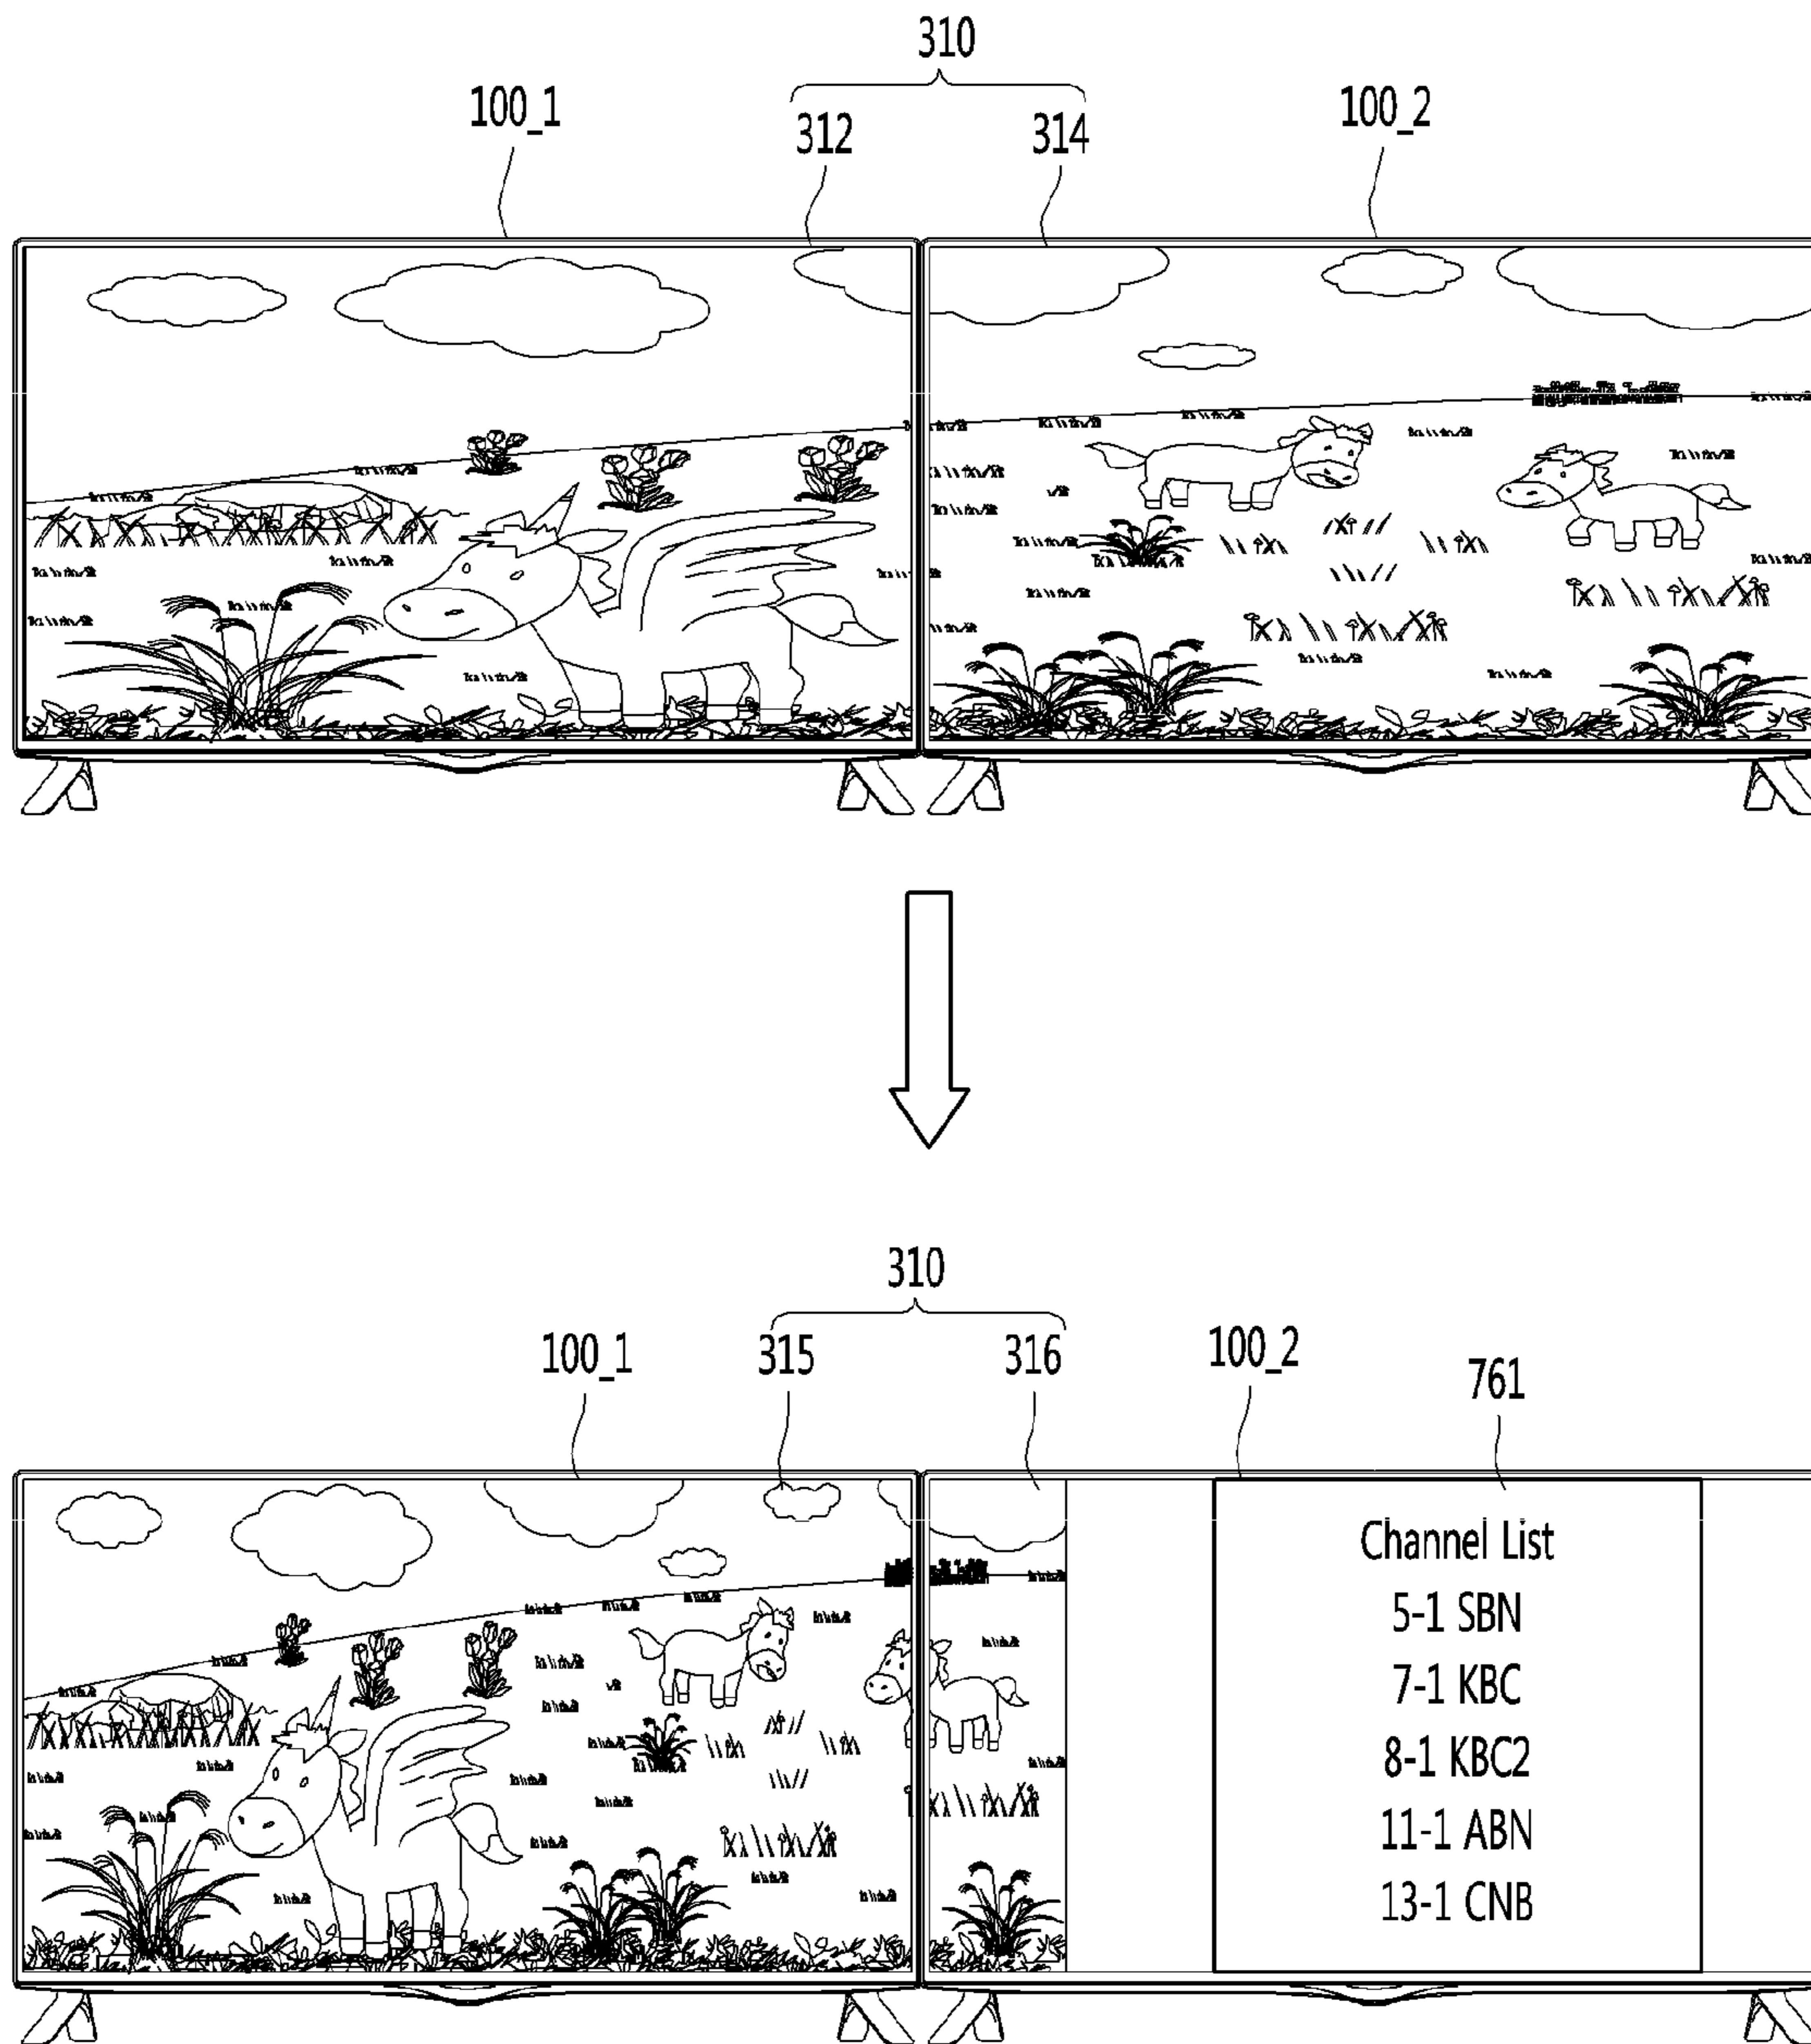 310
100_1
312
314
100_2
310
100_1
315
316
100_2
761
Channel List
5-1 SBN
7-1 KBC
8-1 KBC2
11-1 ABN
13-1 CNB